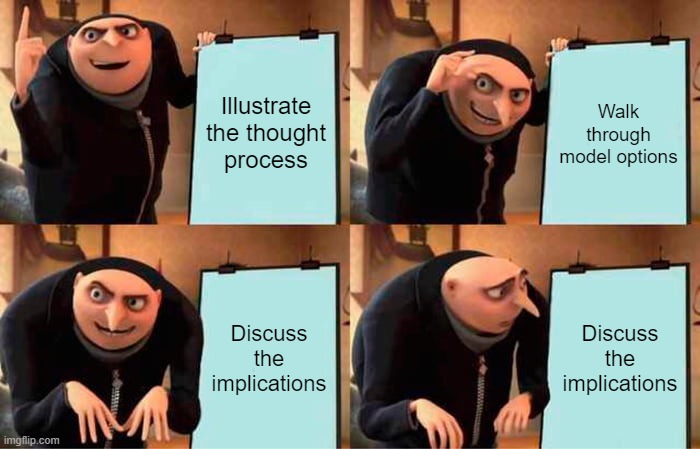 Illustrate
the thought
process
Walk
through
model options
Discuss
the
implications
Discuss
the
implications
imgflip.com